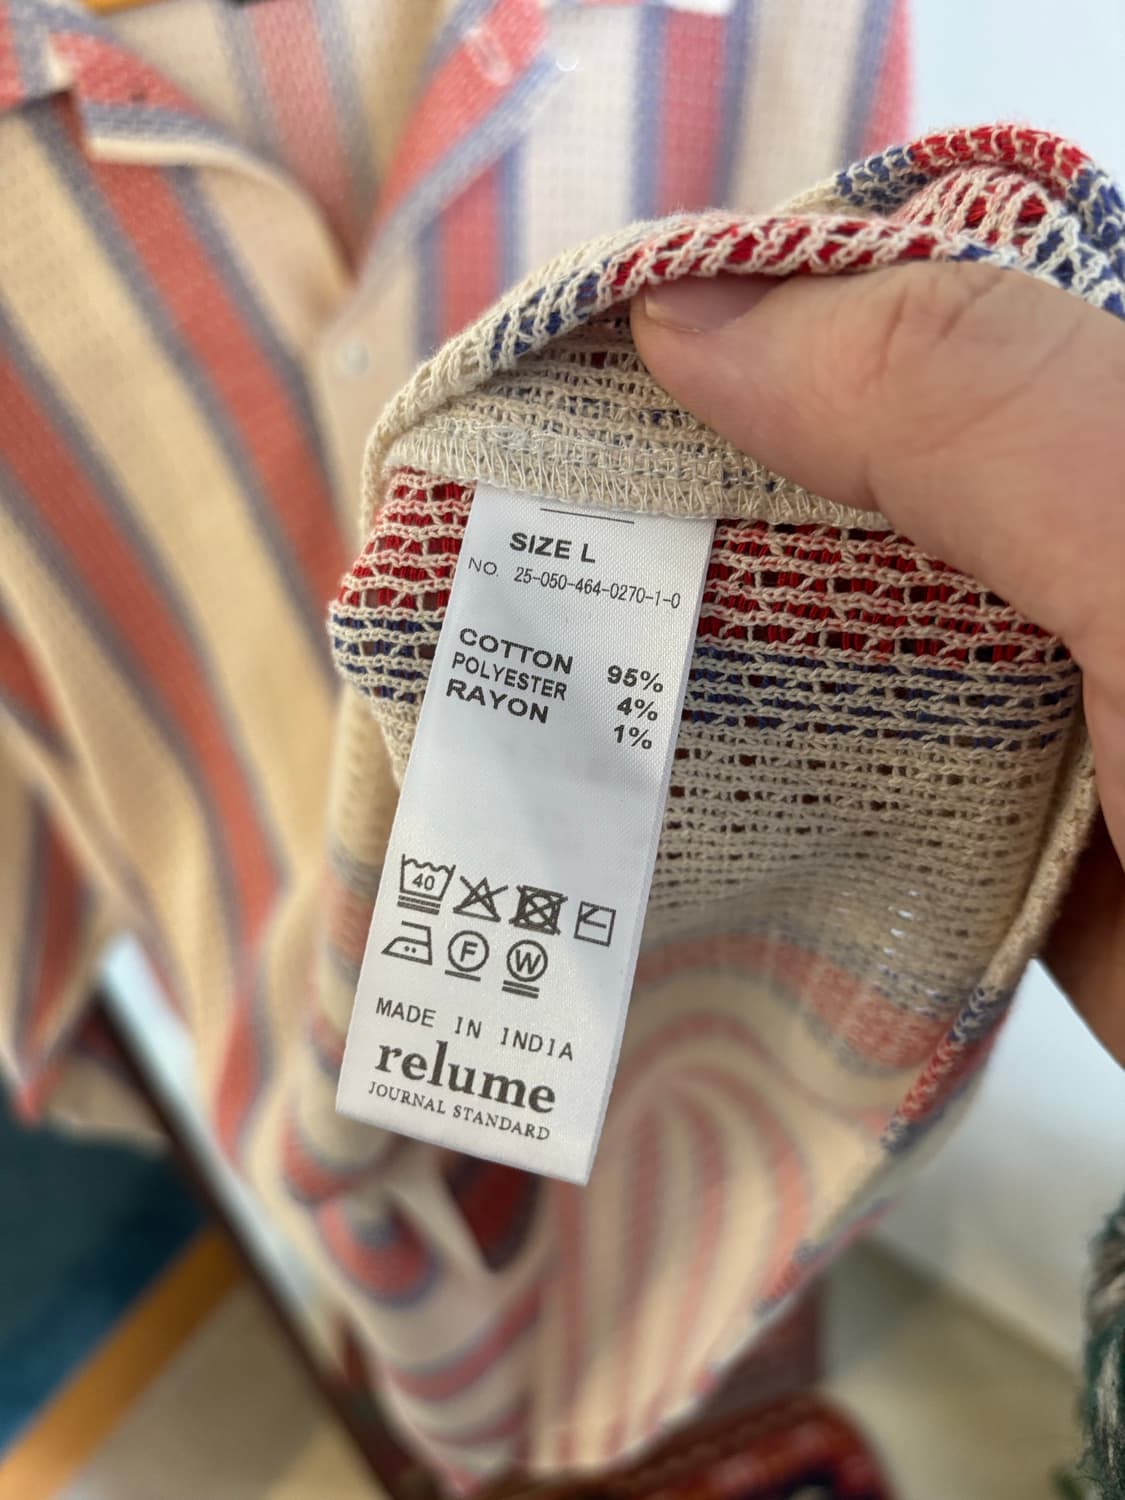 SIZE L
NO. 25-050-464-0270-1-0
COTTON 95%
POLYESTER 4%
RAYON 1%
40
F W
MADE IN INDIA
relume
JOURNAL STANDARD